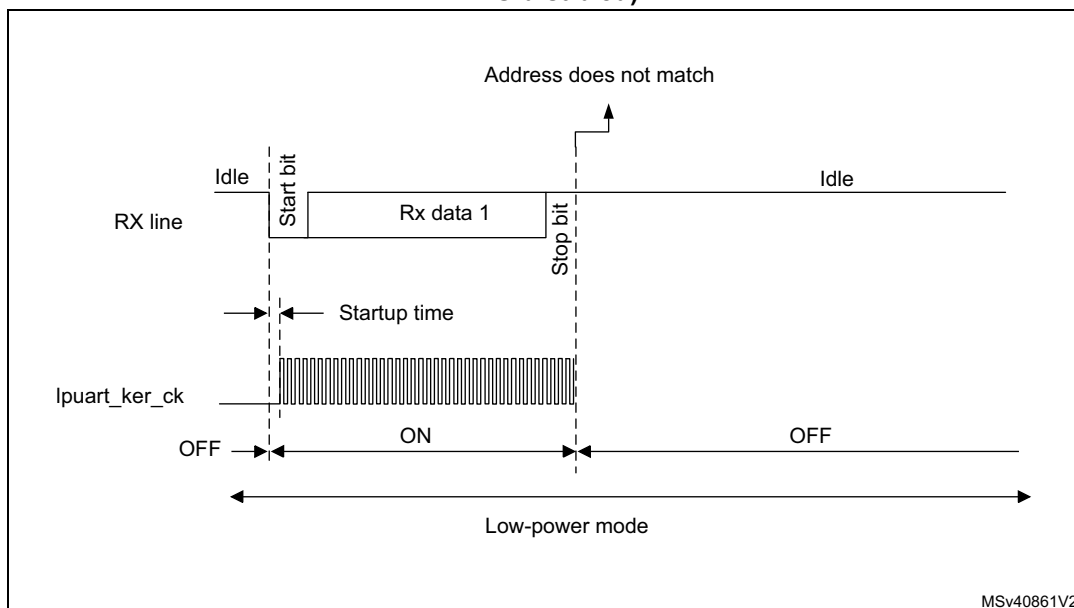 Address does not match
Idle
Start bit
Rx data 1
Stop bit
Idle
RX line
Startup time
lpuart_ker_ck
OFF
ON
OFF
Low-power mode
MSv40861V2